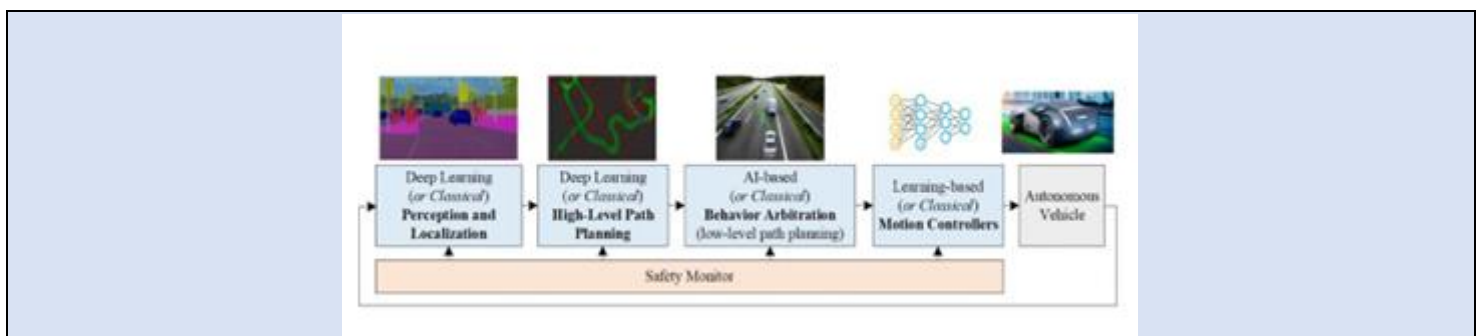 Deep Learning
(or Classical)
Perception and
Localization
Deep Learning
(or Classical)
High-Level Path
Planning
AI-based
(or Classical)
Behavior Arbitration
(low-level path planning)
Learning-based
(or Classical)
Motion Controllers
Autonomous
Vehicle
Safety Monitor